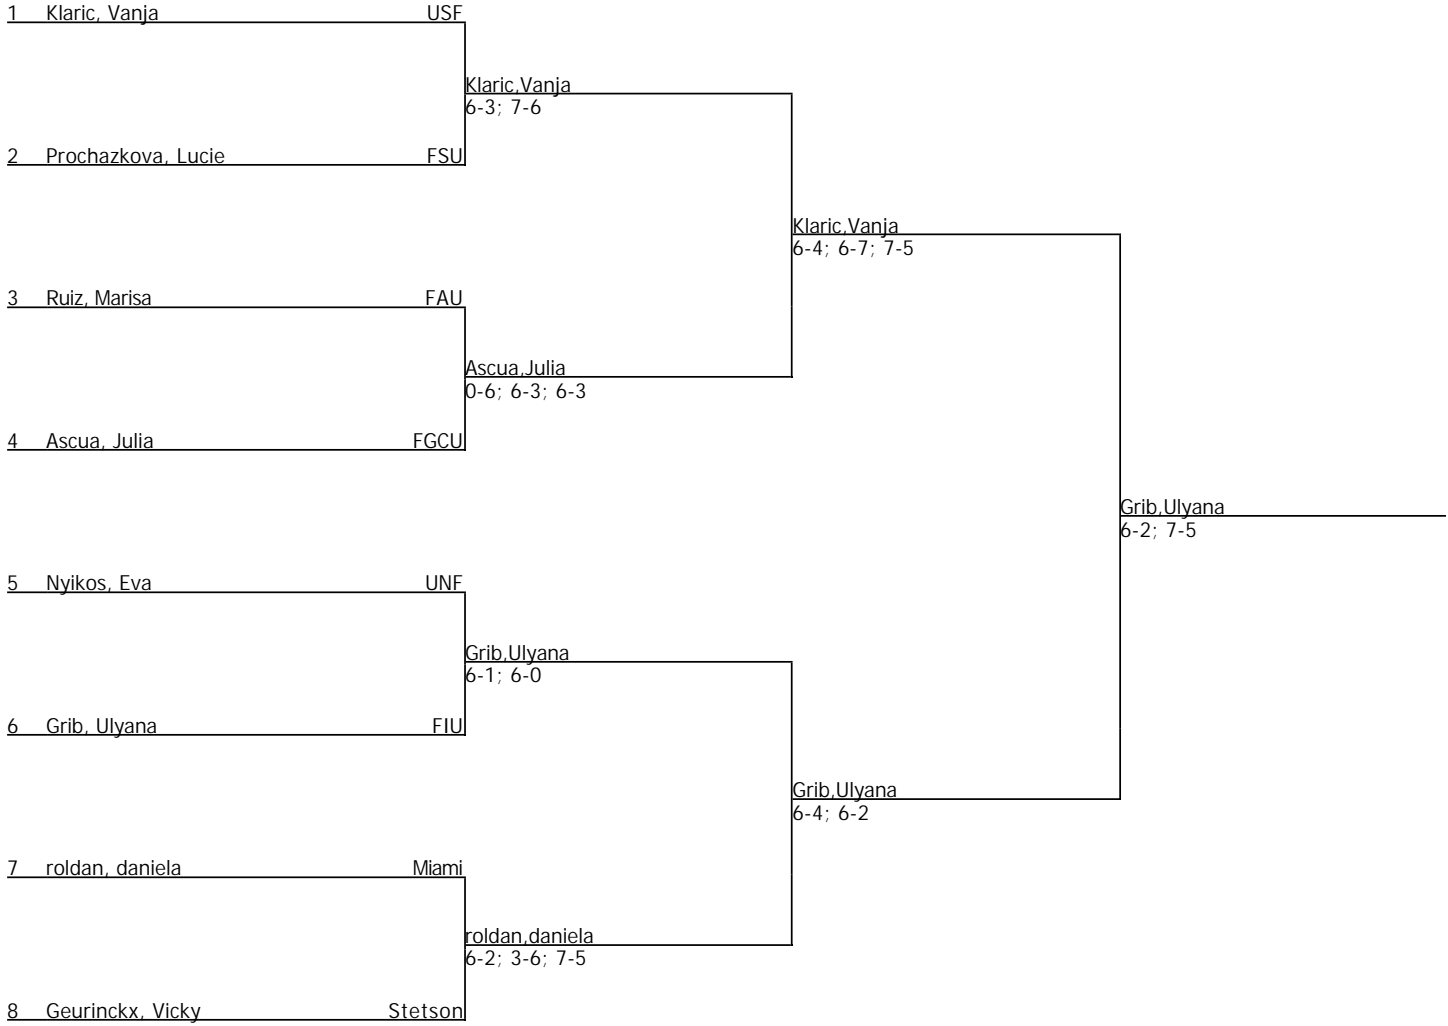 1 Klaric, Vanja USF
Klaric,Vanja
6-3; 7-6
2 Prochazkova, Lucie FSU
Klaric,Vanja
6-4; 6-7; 7-5
3 Ruiz, Marisa FAU
Ascua,Julia
0-6; 6-3; 6-3
4 Ascua, Julia FGCU
Grib,Ulyana
6-2; 7-5
5 Nyikos, Eva UNF
Grib,Ulyana
6-1; 6-0
6 Grib, Ulyana FIU
Grib,Ulyana
6-4; 6-2
7 roldan, daniela Miami
roldan,daniela
6-2; 3-6; 7-5
8 Geurinckx, Vicky Stetson